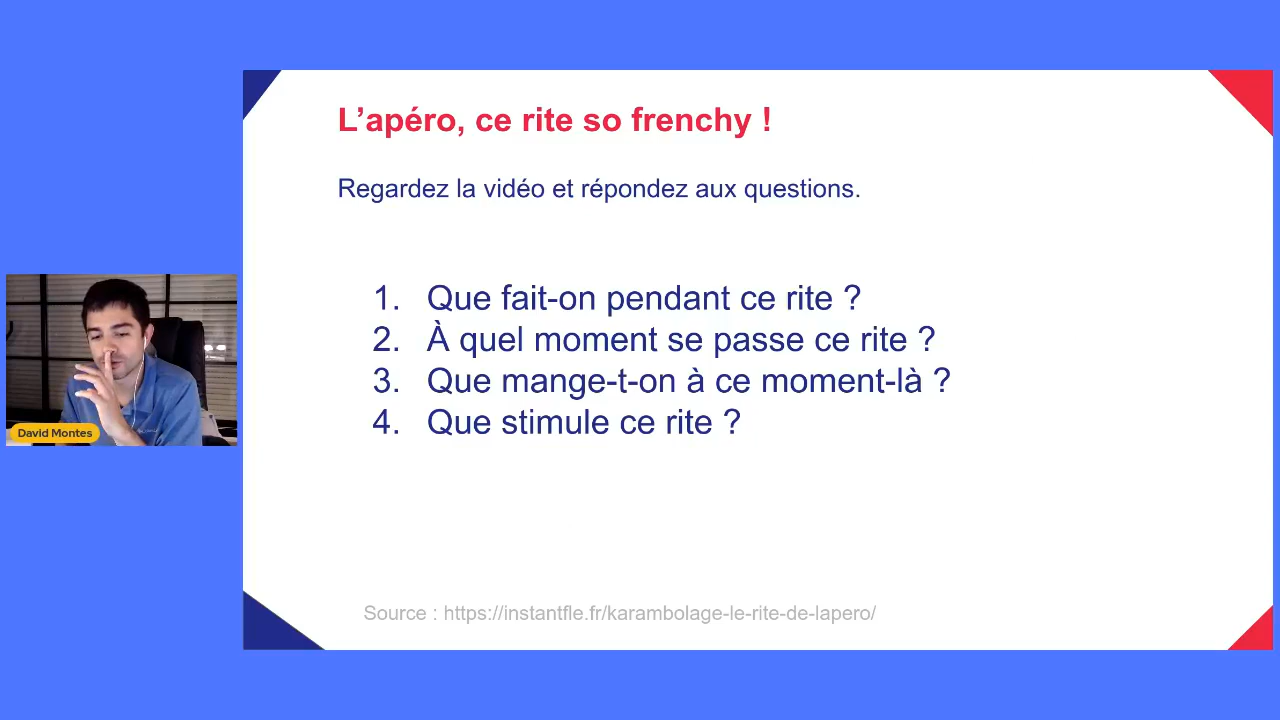 L’apéro, ce rite so frenchy !
Regardez la vidéo et répondez aux questions.
1. Que fait-on pendant ce rite ?
2. À quel moment se passe ce rite ?
3. Que mange-t-on à ce moment-là ?
4. Que stimule ce rite ?
David Montes
Source : https://instantfle.fr/karambolage-le-rite-de-lapero/